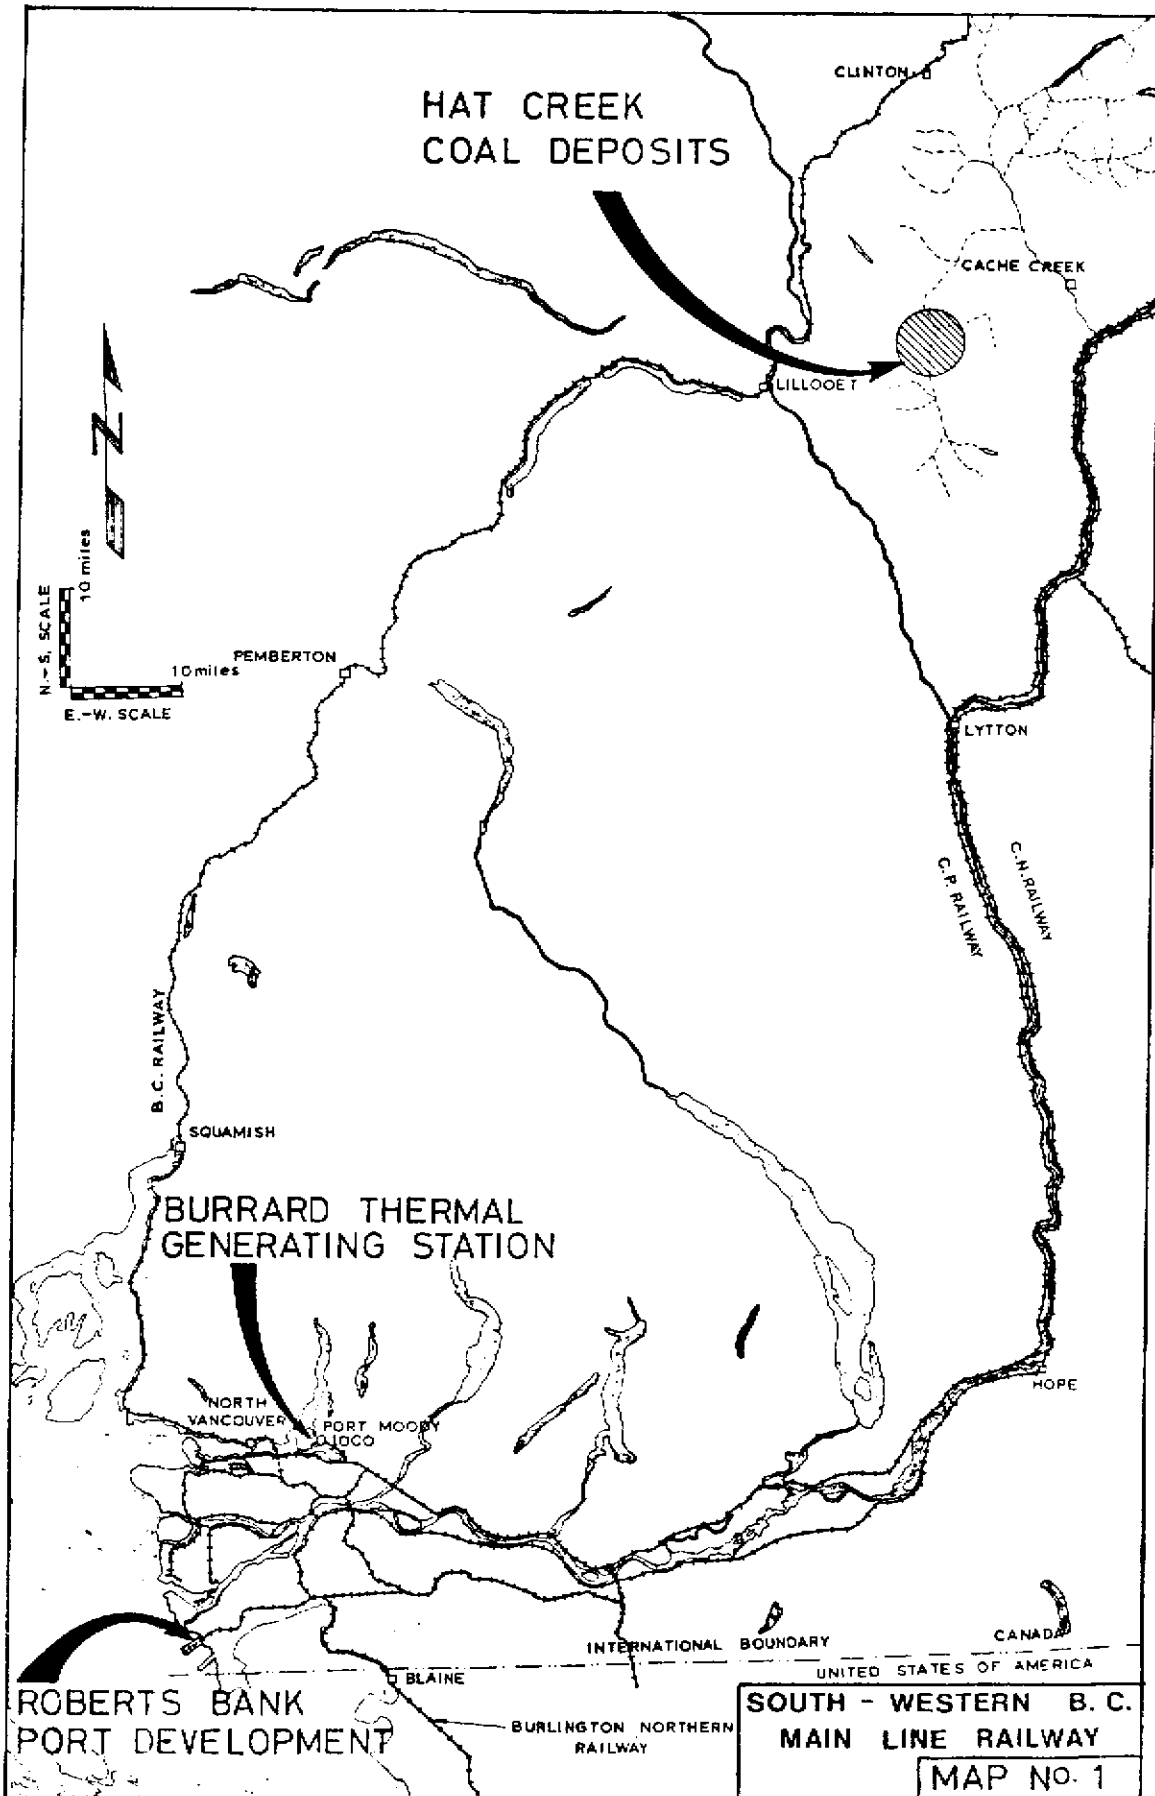 CLINTON
HAT CREEK
COAL DEPOSITS
CACHE CREEK
LILLOOET
N
10 miles
N.-S. SCALE
10 miles
E.-W. SCALE
PEMBERTON
LYTTON
C.P. RAILWAY
C.N. RAILWAY
B.C. RAILWAY
SQUAMISH
BURRARD THERMAL
GENERATING STATION
HOPE
NORTH
VANCOUVER
PORT MOODY
IOCO
INTERNATIONAL BOUNDARY
CANADA
UNITED STATES OF AMERICA
BLAINE
ROBERTS BANK
PORT DEVELOPMENT
BURLINGTON NORTHERN
RAILWAY
SOUTH - WESTERN B. C.
MAIN LINE RAILWAY
MAP NO. 1